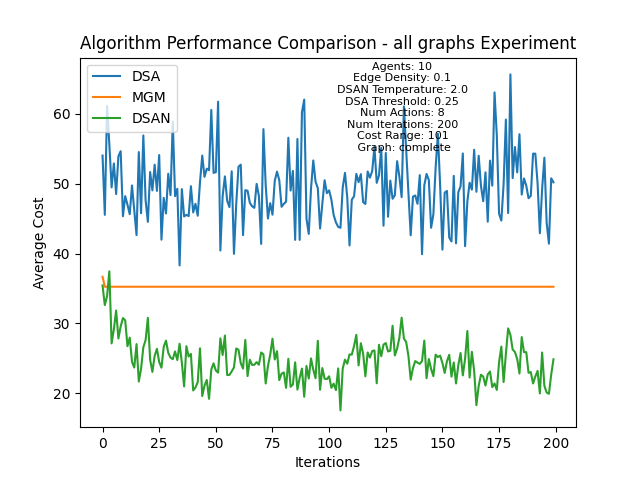 Algorithm Performance Comparison - all graphs Experiment
DSA
MGM
DSAN
Agents: 10
Edge Density: 0.1
DSAN Temperature: 2.0
DSA Threshold: 0.25
Num Actions: 8
Num Iterations: 200
Cost Range: 101
Graph: complete
Average Cost
60
50
40
30
20
0
25
50
75
100
125
150
175
200
Iterations